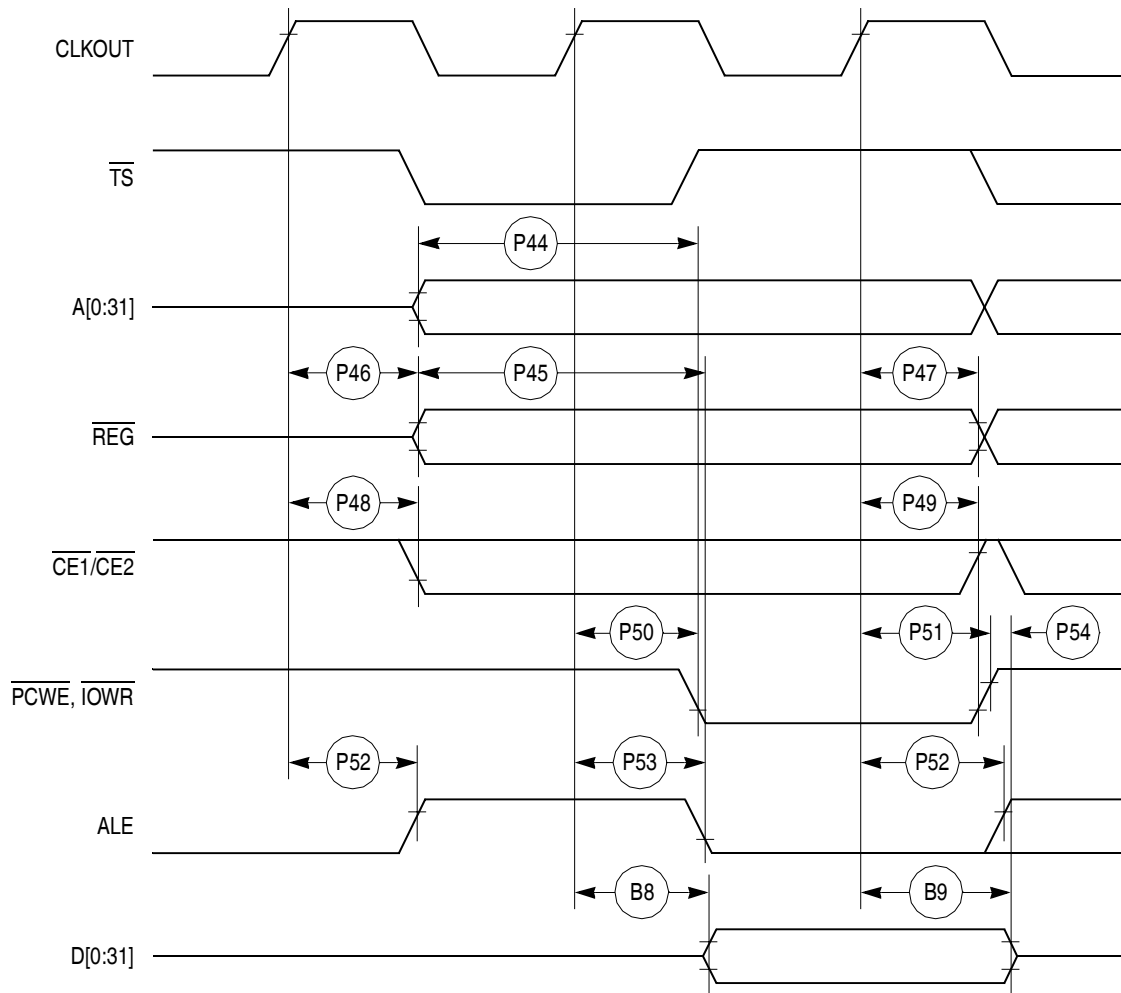 CLKOUT
TS
P44
A[0:31]
P46 P45 P47
REG
P48 P49
CE1/CE2
P50 P51 P54
PCWE, IOWR
P52 P53 P52
ALE
B8 B9
D[0:31]